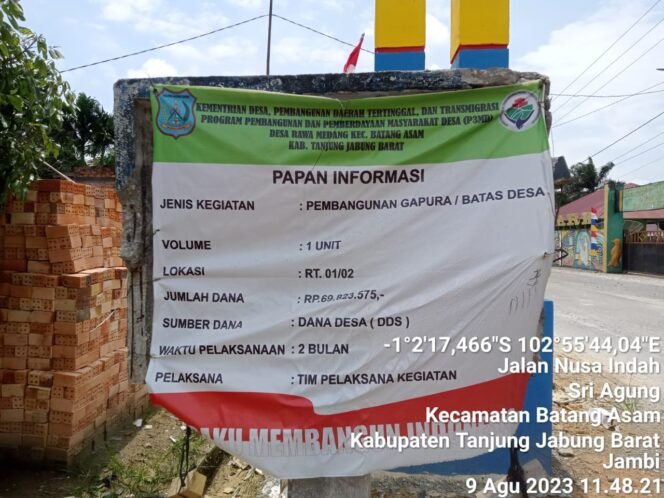 KEMENTRIAN DESA, PEMBANGUNAN DAERAH TERTINGGAL, DAN TRANSMIGRASI
PROGRAM PEMBANGUNAN DAN PEMBERDAYAAN MASYARAKAT DESA (P3MD)
DESA RAWA MEDANG KEC. BATANG ASAM
KAB. TANJUNG JABUNG BARAT
PAPAN INFORMASI
JENIS KEGIATAN : PEMBANGUNAN GAPURA / BATAS DESA
VOLUME : 1 UNIT
LOKASI : RT. 01/02
JUMLAH DANA : RP.69.823.575,-
SUMBER DANA : DANA DESA ( DDS )
WAKTU PELAKSANAAN : 2 BULAN
PELAKSANA : TIM PELAKSANA KEGIATAN
AKU MEMBANGUN
-1°2'17,466"S 102°55'44,04"E
Jalan Nusa Indah
Sri Agung
Kecamatan Batang Asam
Kabupaten Tanjung Jabung Barat
Jambi
9 Agu 2023 11.48.21